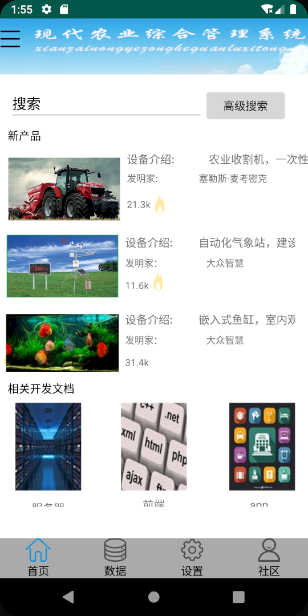 1:55
现代农业综合管理系统
xianzainongyezongheguanluxitong
搜索
高级搜索
新产品
设备介绍: 农业收割机，一次性
发明家: 塞勒斯·麦考密克
21.3k
设备介绍: 自动化气象站，建设
发明家: 大众智慧
11.6k
设备介绍: 嵌入式鱼缸，室内观
发明家: 大众智慧
31.4k
相关开发文档
c++
.net
xml
html
php
ajax
css
服务器
前端
app
首页
数据
设置
社区